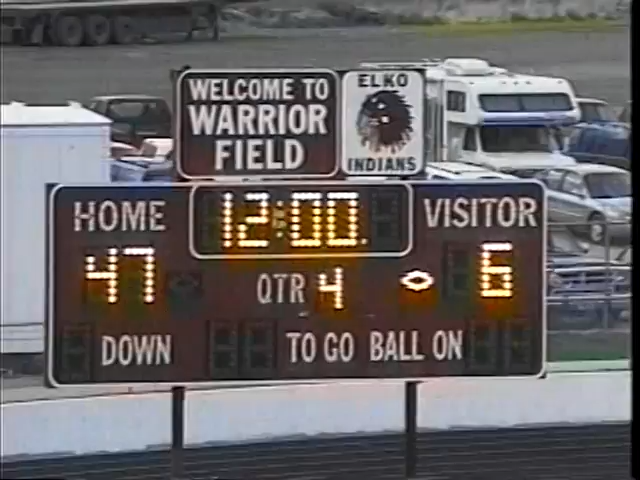 WELCOME TO
WARRIOR
FIELD
ELKO
INDIANS
HOME 12:00 VISITOR
47 QTR 4 6
DOWN TO GO BALL ON